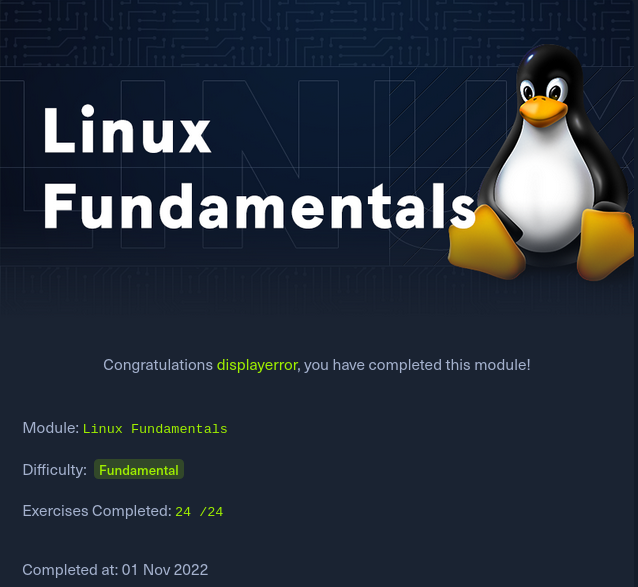 Linux
Fundamentals
Congratulations displayerror, you have completed this module!
Module: Linux Fundamentals
Difficulty: Fundamental
Exercises Completed: 24 /24
Completed at: 01 Nov 2022